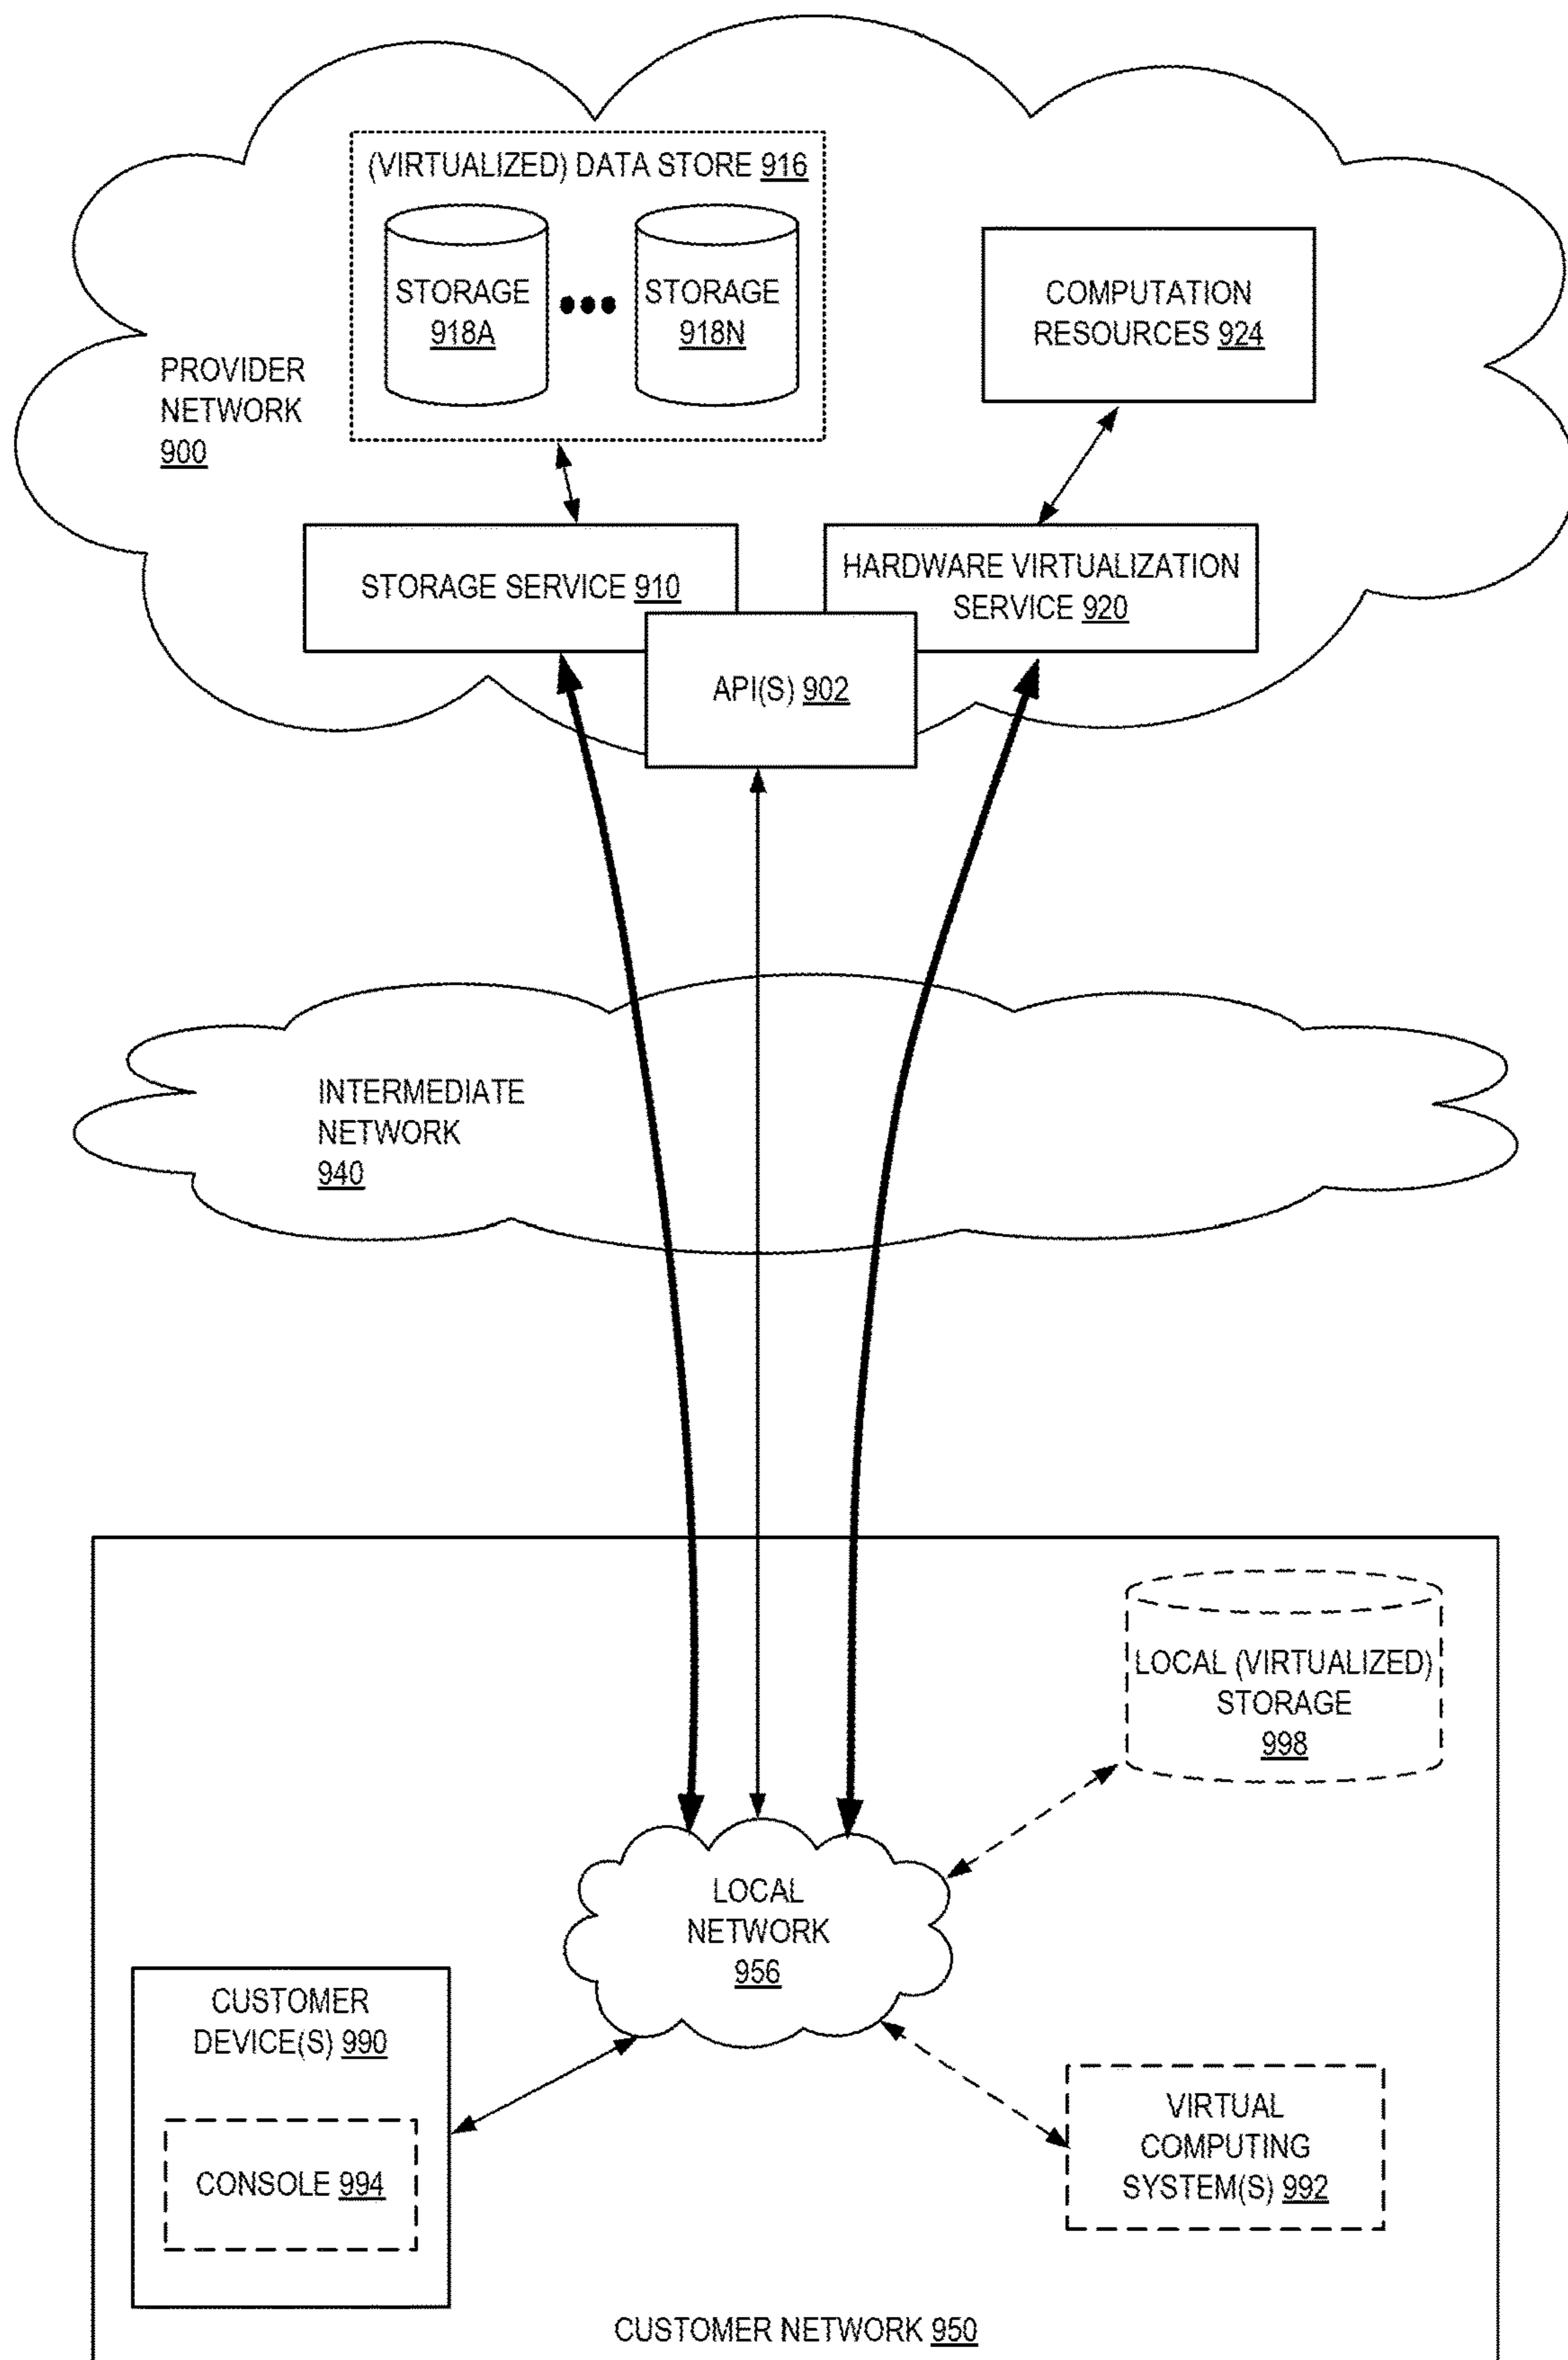 (VIRTUALIZED) DATA STORE 916
STORAGE
918A
STORAGE
918N
COMPUTATION
RESOURCES 924
PROVIDER
NETWORK
900
STORAGE SERVICE 910
HARDWARE VIRTUALIZATION
SERVICE 920
API(S) 902
INTERMEDIATE
NETWORK
940
LOCAL (VIRTUALIZED)
STORAGE
998
LOCAL
NETWORK
956
CUSTOMER
DEVICE(S) 990
CONSOLE 994
VIRTUAL
COMPUTING
SYSTEM(S) 992
CUSTOMER NETWORK 950